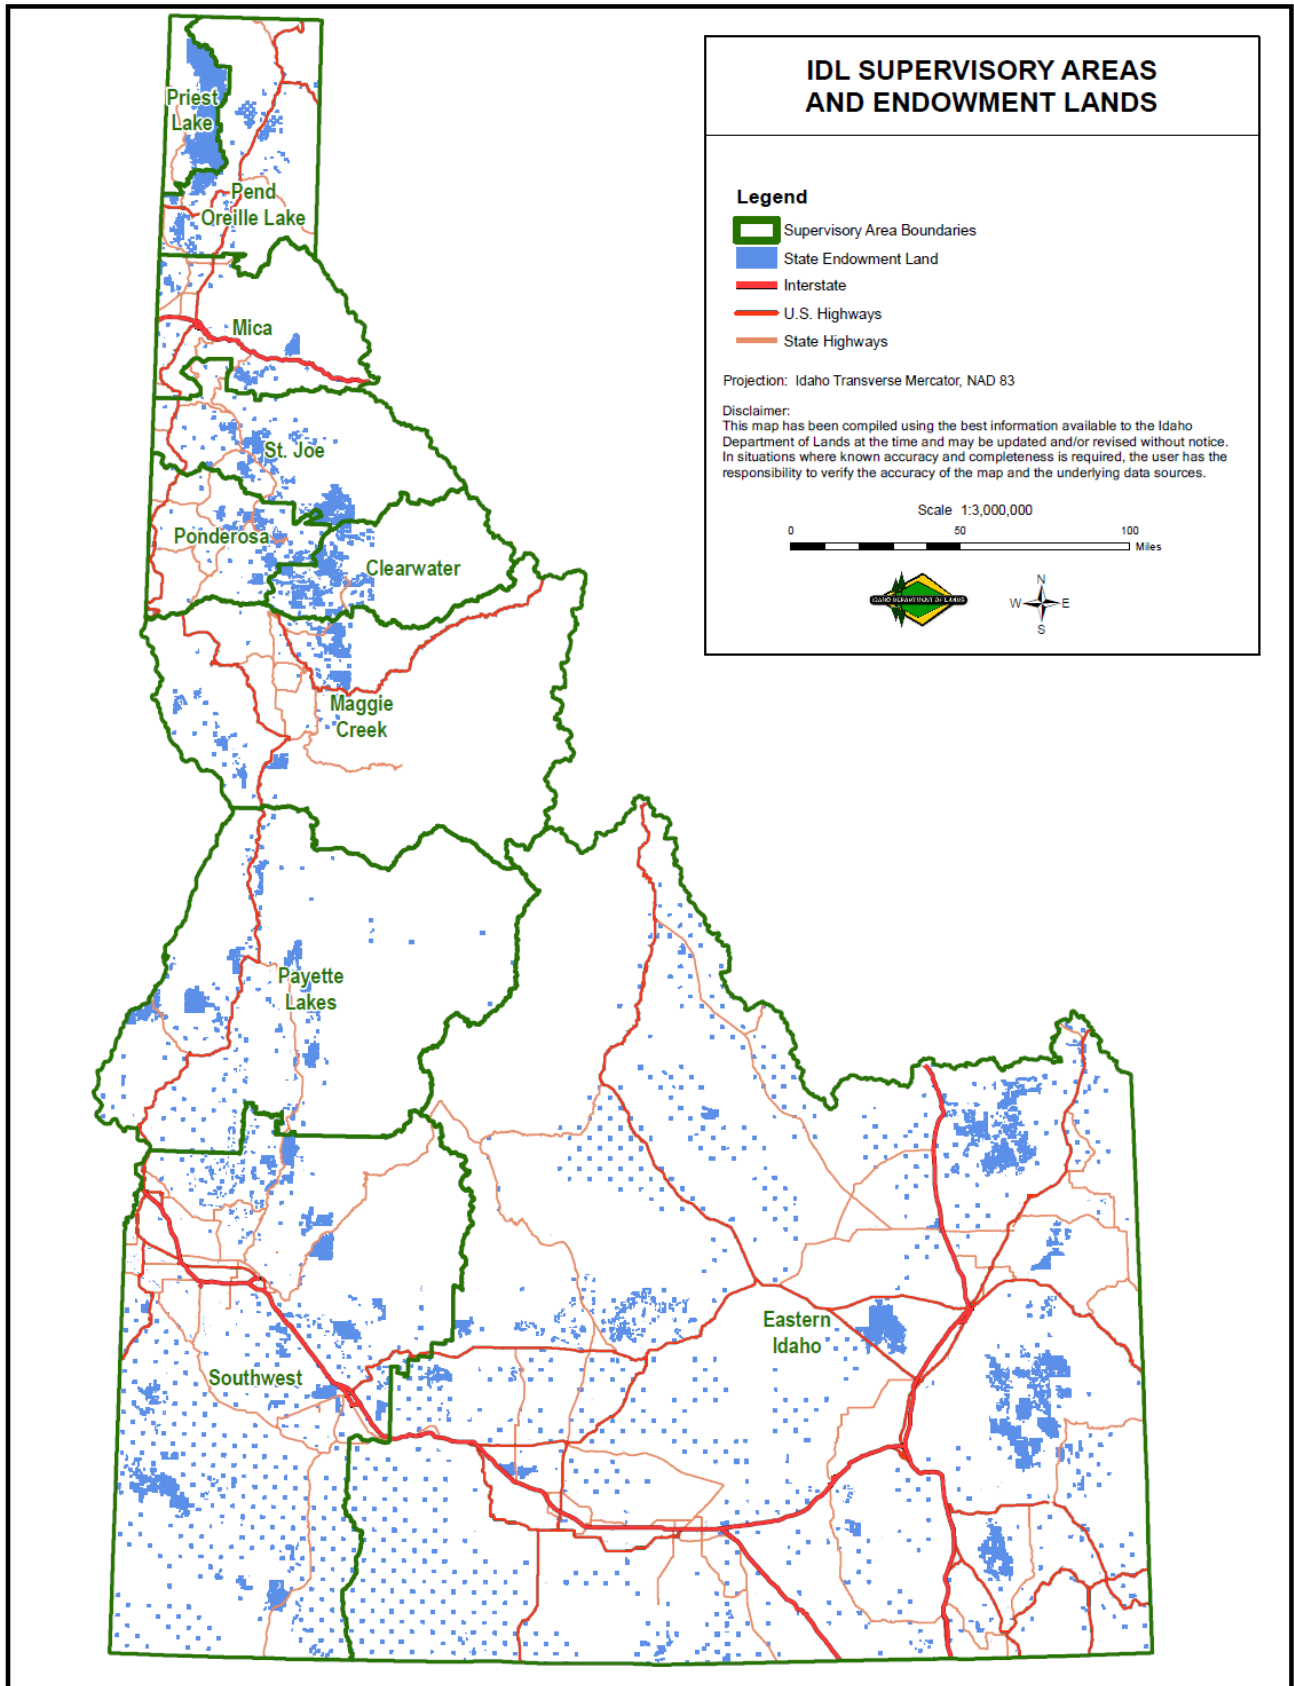 IDL SUPERVISORY AREAS
AND ENDOWMENT LANDS
Legend
Supervisory Area Boundaries
State Endowment Land
Interstate
U.S. Highways
State Highways
Projection: Idaho Transverse Mercator, NAD 83
Disclaimer:
This map has been compiled using the best information available to the Idaho
Department of Lands at the time and may be updated and/or revised without notice.
In situations where known accuracy and completeness is required, the user has the
responsibility to verify the accuracy of the map and the underlying data sources.
Scale 1:3,000,000
0 50 100
Miles
IDAHO DEPARTMENT OF LANDS
N
W E
S
Priest
Lake
Pend
Oreille Lake
Mica
St. Joe
Ponderosa
Clearwater
Maggie
Creek
Payette
Lakes
Eastern
Idaho
Southwest